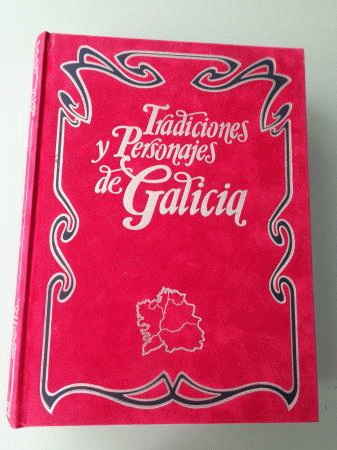 Tradiciones
y Personajes
de Galicia